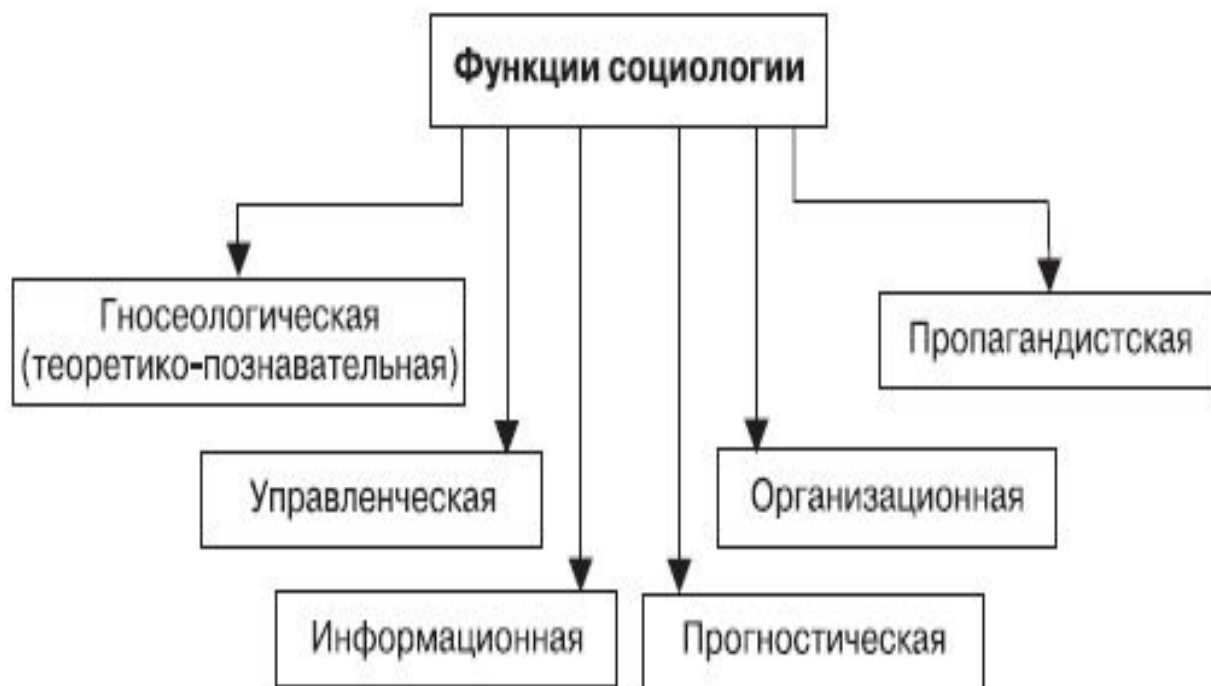 Функции социологии
Гносеологическая
(теоретико-познавательная)
Пропагандистская
Управленческая
Организационная
Информационная
Прогностическая